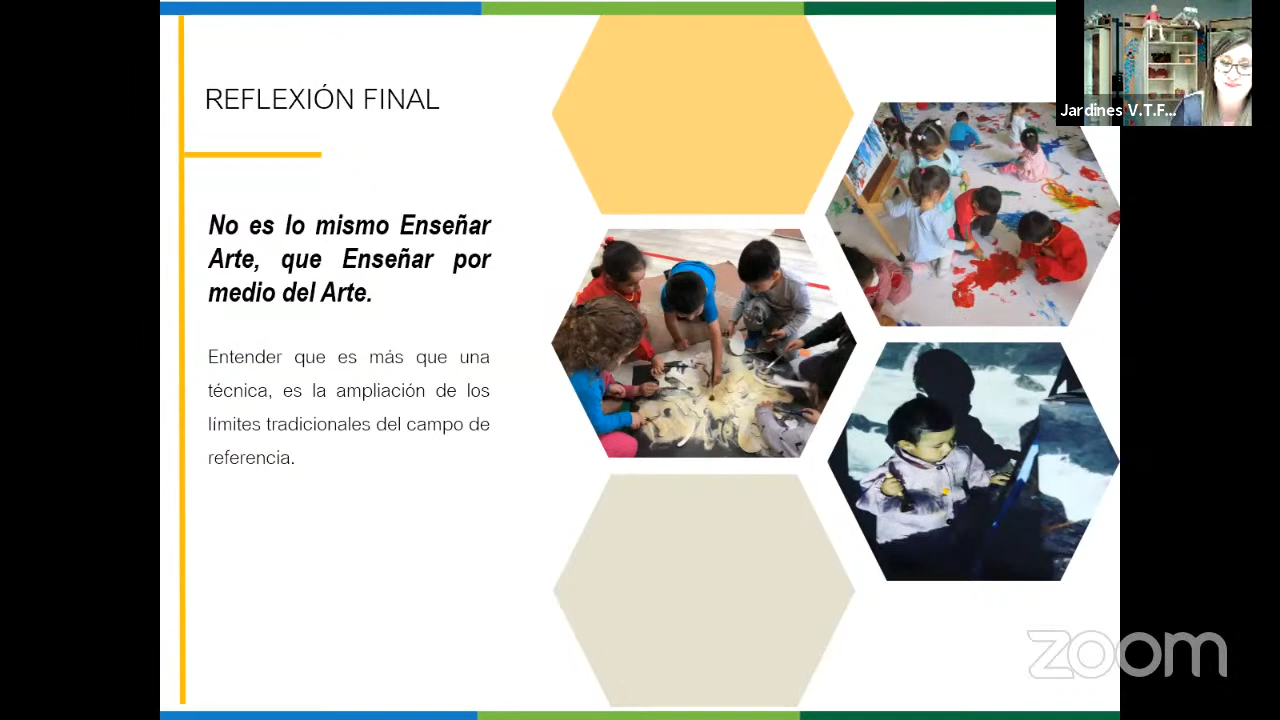 REFLEXIÓN FINAL
No es lo mismo Enseñar
Arte, que Enseñar por
medio del Arte.
Entender que es más que una
técnica, es la ampliación de los
límites tradicionales del campo de
referencia.
Jardines V.T.F...
zoom